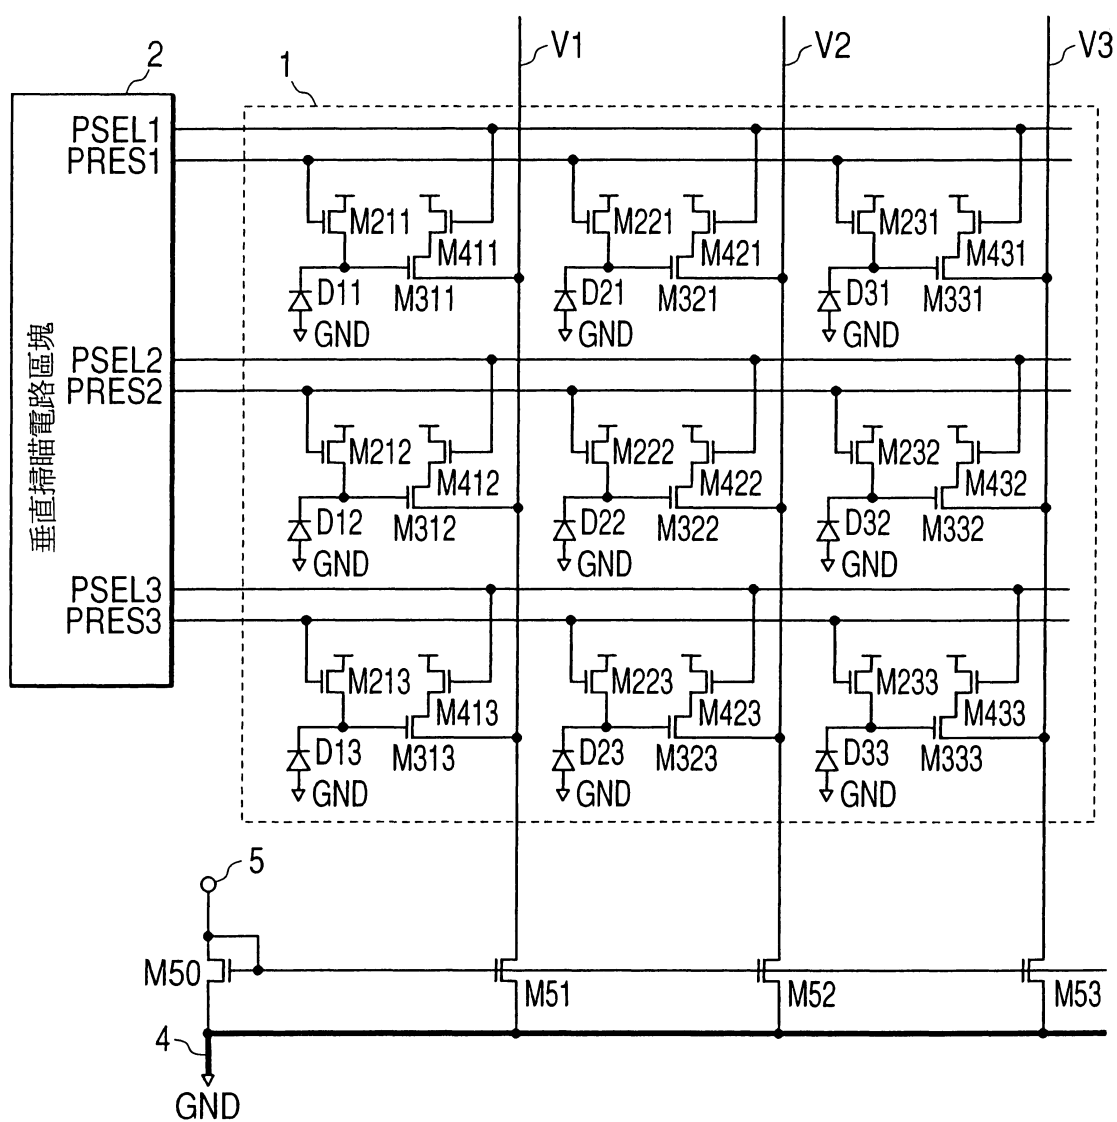 2
1
V1
V2
V3
PSEL1
PRES1
M211
M411
M311
D11
GND
M221
M421
M321
D21
GND
M231
M431
M331
D31
GND
垂直掃瞄電路區塊
PSEL2
PRES2
M212
M412
M312
D12
GND
M222
M422
M322
D22
GND
M232
M432
M332
D32
GND
PSEL3
PRES3
M213
M413
M313
D13
GND
M223
M423
M323
D23
GND
M233
M433
M333
D33
GND
5
M50
M51
M52
M53
4
GND